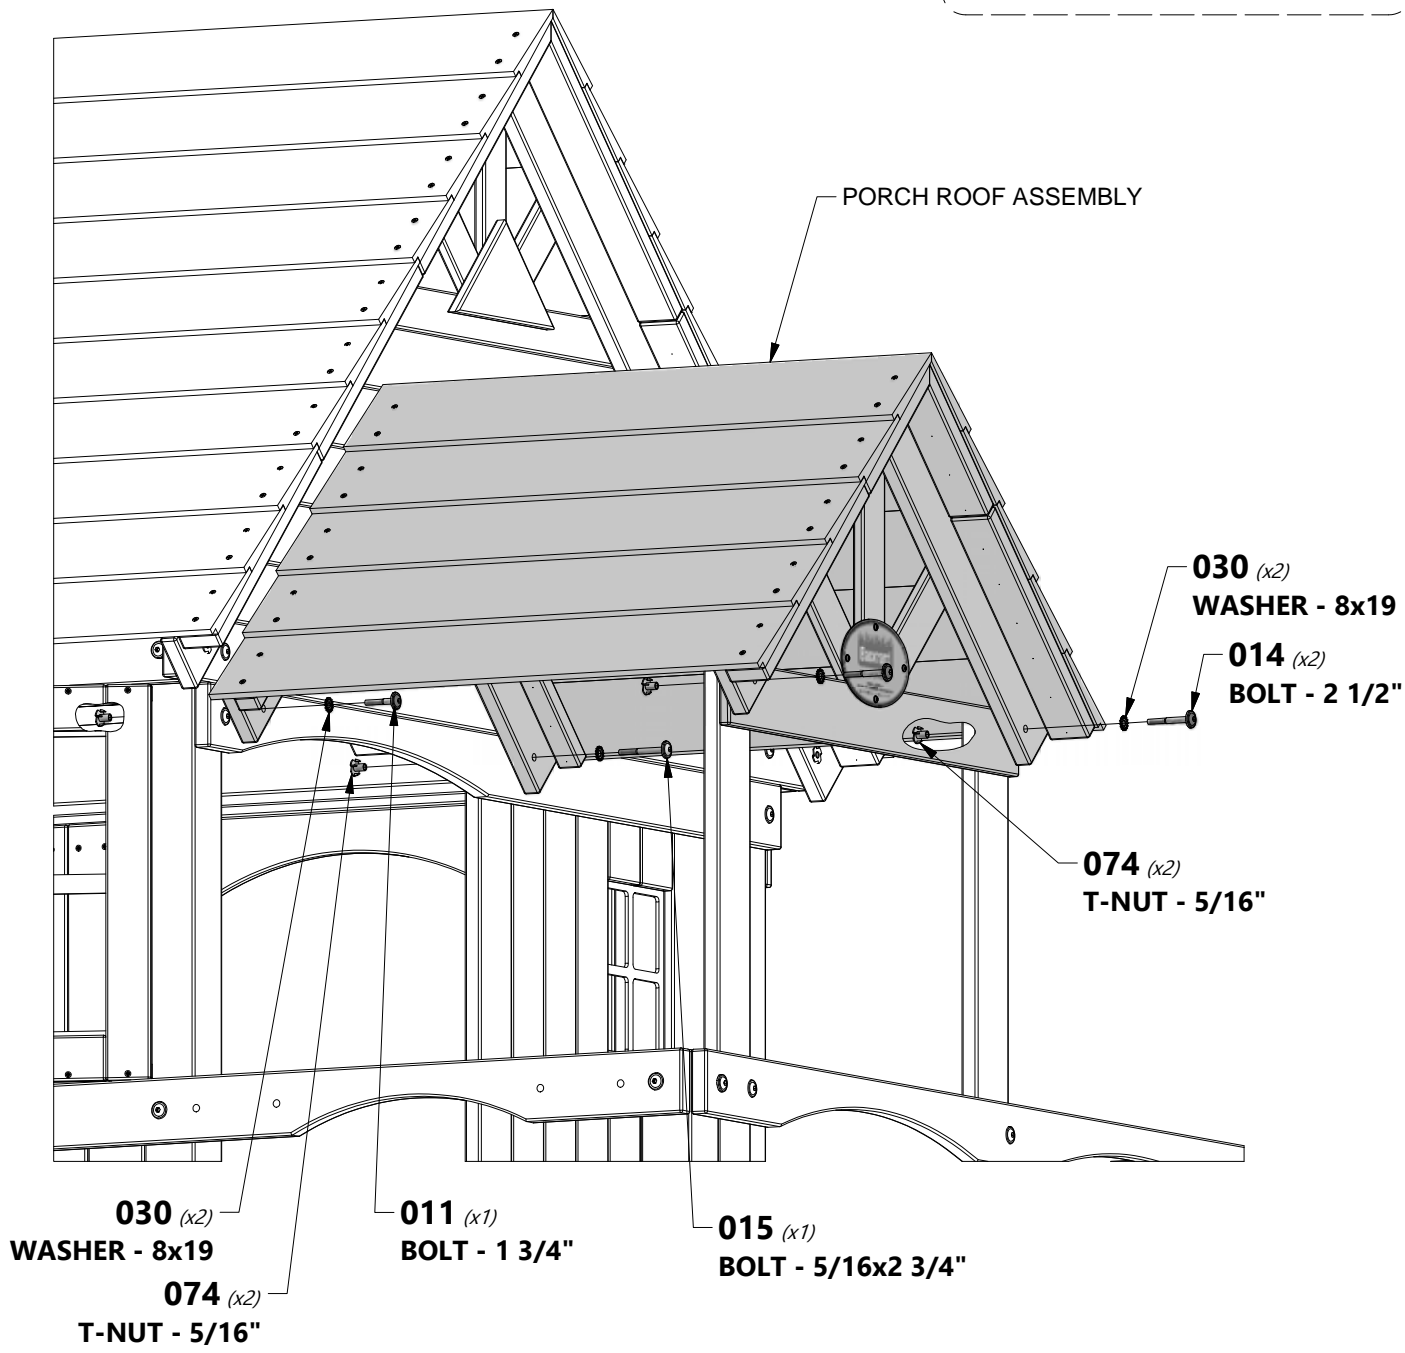 PORCH ROOF ASSEMBLY
030 (x2)
WASHER - 8x19
014 (x2)
BOLT - 2 1/2"
074 (x2)
T-NUT - 5/16"
030 (x2)
WASHER - 8x19
074 (x2)
T-NUT - 5/16"
011 (x1)
BOLT - 1 3/4"
015 (x1)
BOLT - 5/16x2 3/4"